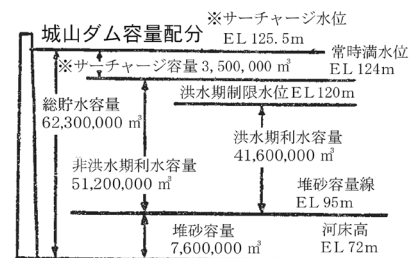 城山ダム容量配分
※サーチャージ水位
EL 125.5m
常時満水位
EL 124m
※サーチャージ容量 3,500,000 ㎥
洪水期制限水位 EL 120m
総貯水容量
62,300,000 ㎥
洪水期利水容量
41,600,000 ㎥
非洪水期利水容量
51,200,000 ㎥
堆砂容量線
EL 95m
堆砂容量
7,600,000 ㎥
河床高
EL 72m